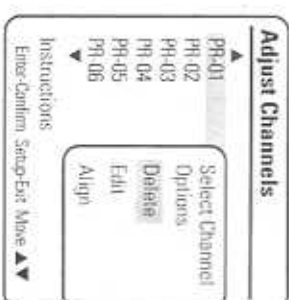 Adjust Channels
▲
PR-01
PR-02
PR-03
PR-04
PR-05
PR-06
▼
Select Channel
Options
Delete
Edit
Align
Instructions
Enter-Confirm Setup-Exit Move ▲▼